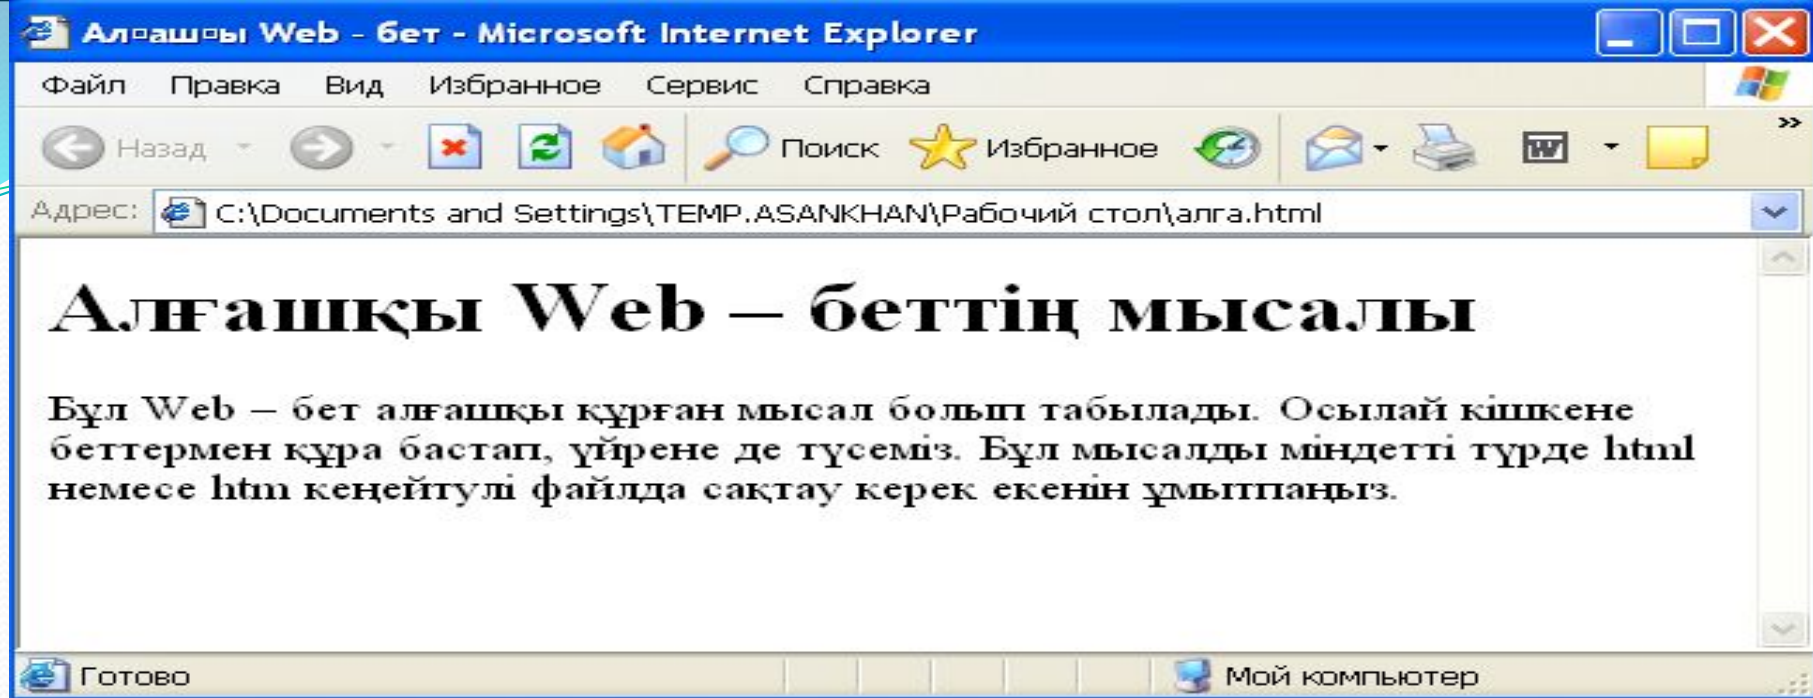 Ал▫аш▫ы Web - бет - Microsoft Internet Explorer
Файл Правка Вид Избранное Сервис Справка
Назад Поиск Избранное
Адрес: C:\Documents and Settings\TEMP.ASANKHAN\Рабочий стол\алга.html
Алғашқы Web – беттің мысалы
Бұл Web – бет алғашқы құрған мысал болып табылады. Осылай кішкене
беттермен құра бастап, үйрене де түсеміз. Бұл мысалды міндетті түрде html
немесе htm кеңейтулі файлда сақтау керек екенін ұмытпаңыз.
Готово Мой компьютер